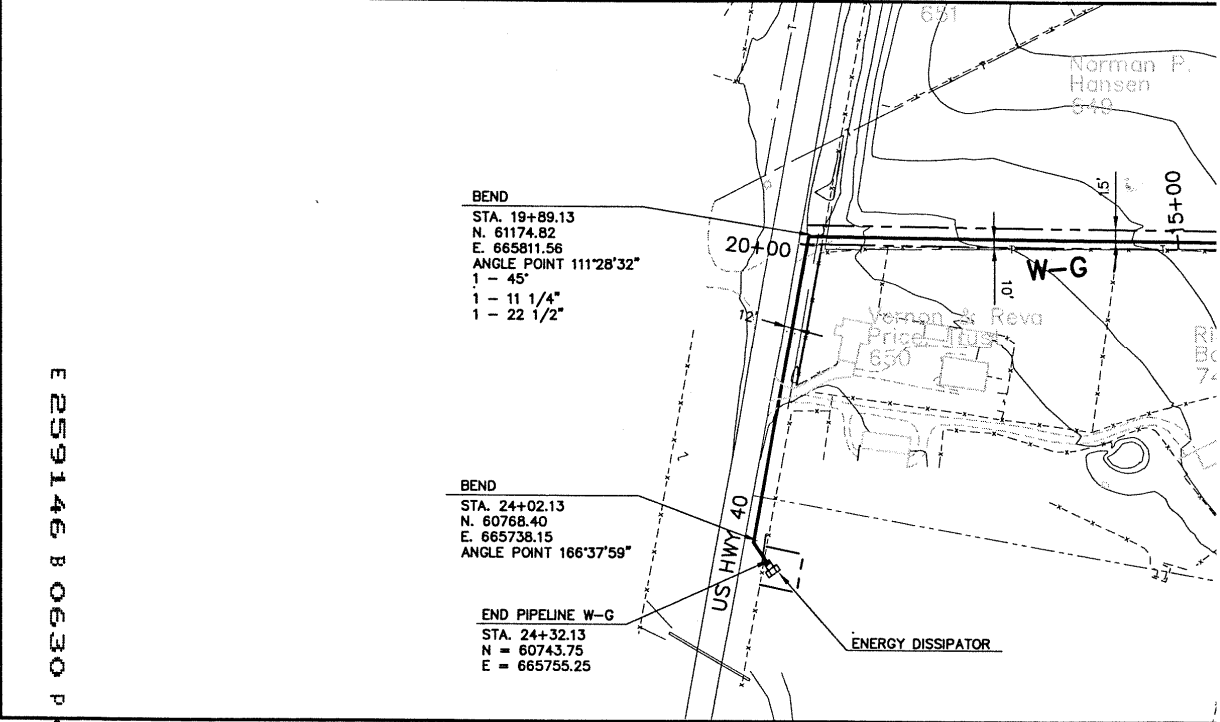 651
Norman P.
Hansen
649
BEND
STA. 19+89.13
N. 61174.82
E. 665811.56
ANGLE POINT 111°28'32"
1 - 45°
1 - 11 1/4"
1 - 22 1/2"
15'
15+00
20+00
W-G
10'
12'
Vernon & Reva
Price Trust
650
E 259146 B 0630 P
BEND
STA. 24+02.13
N. 60768.40
E. 665738.15
ANGLE POINT 166°37'59"
US HWY 40
END PIPELINE W-G
STA. 24+32.13
N = 60743.75
E = 665755.25
ENERGY DISSIPATOR